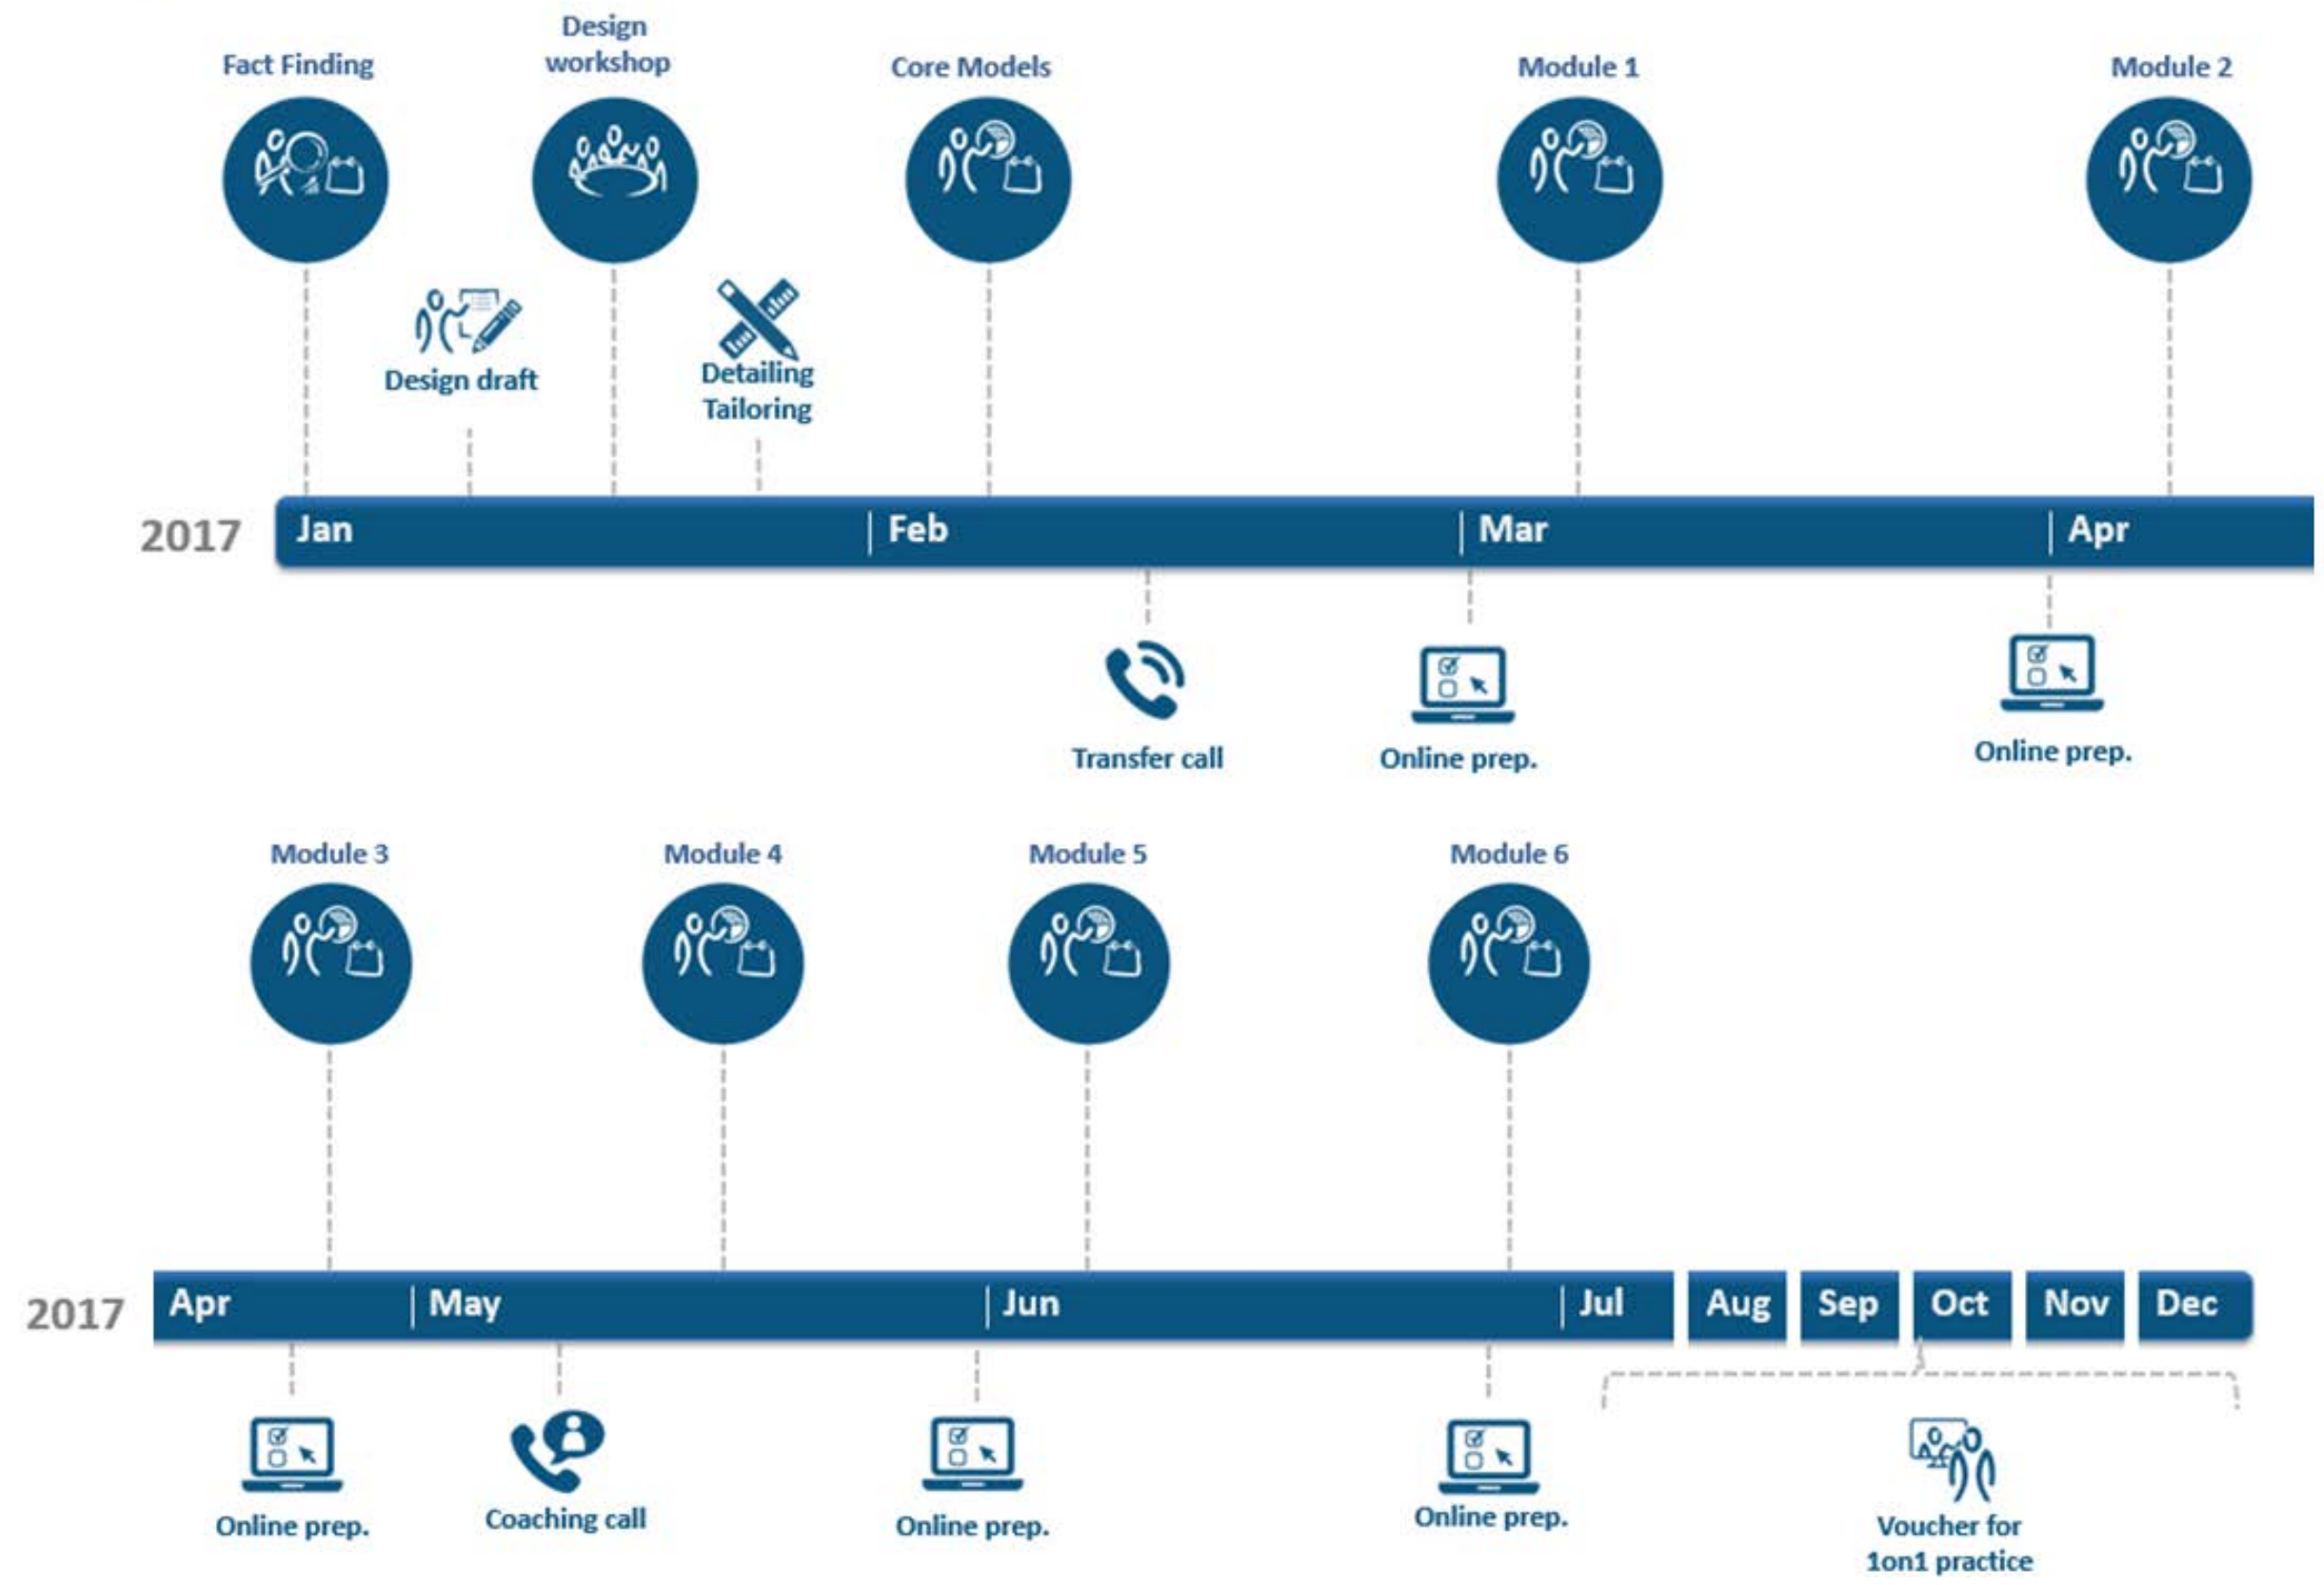 Design
workshop
Fact Finding
Core Models
Module 1
Module 2
Design draft
Detailing
Tailoring
2017
Jan
Feb
Mar
Apr
Transfer call
Online prep.
Online prep.
Module 3
Module 4
Module 5
Module 6
2017
Apr
May
Jun
Jul
Aug
Sep
Oct
Nov
Dec
Online prep.
Coaching call
Online prep.
Online prep.
Voucher for
1on1 practice